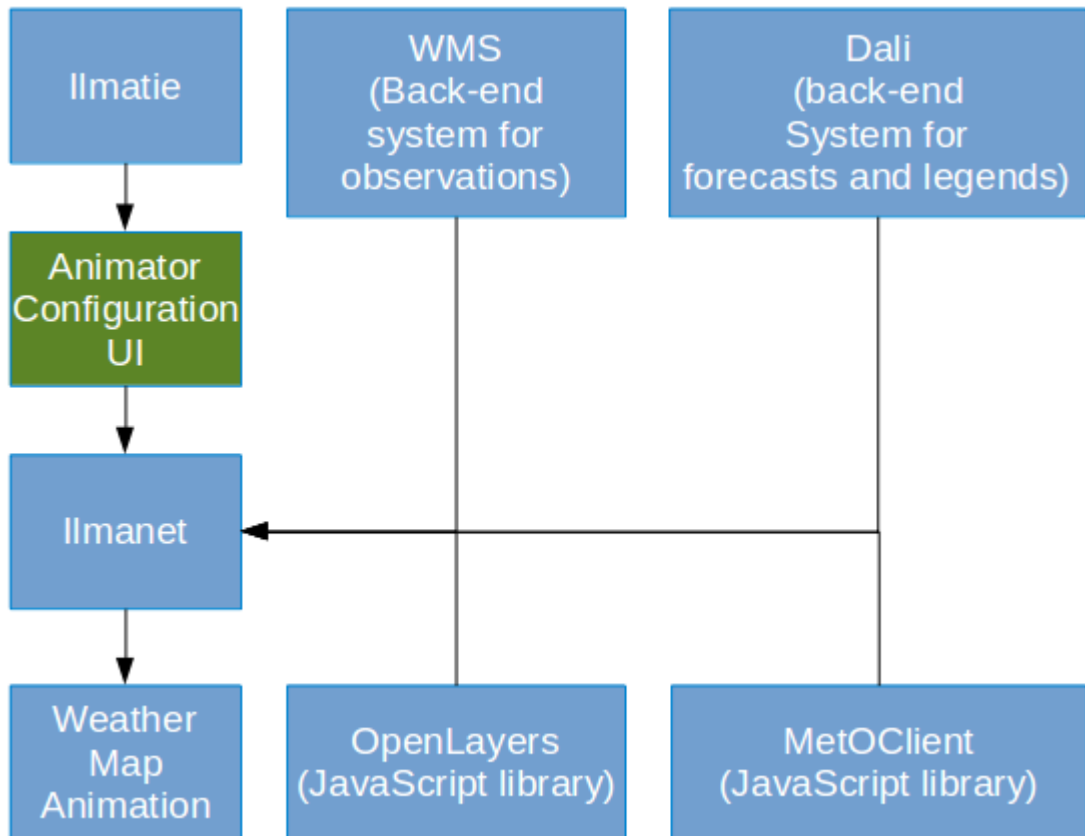 Ilmatie
WMS
(Back-end
system for
observations)
Dali
(back-end
System for
forecasts and legends)
Animator
Configuration
UI
Ilmanet
Weather
Map
Animation
OpenLayers
(JavaScript library)
MetOClient
(JavaScript library)